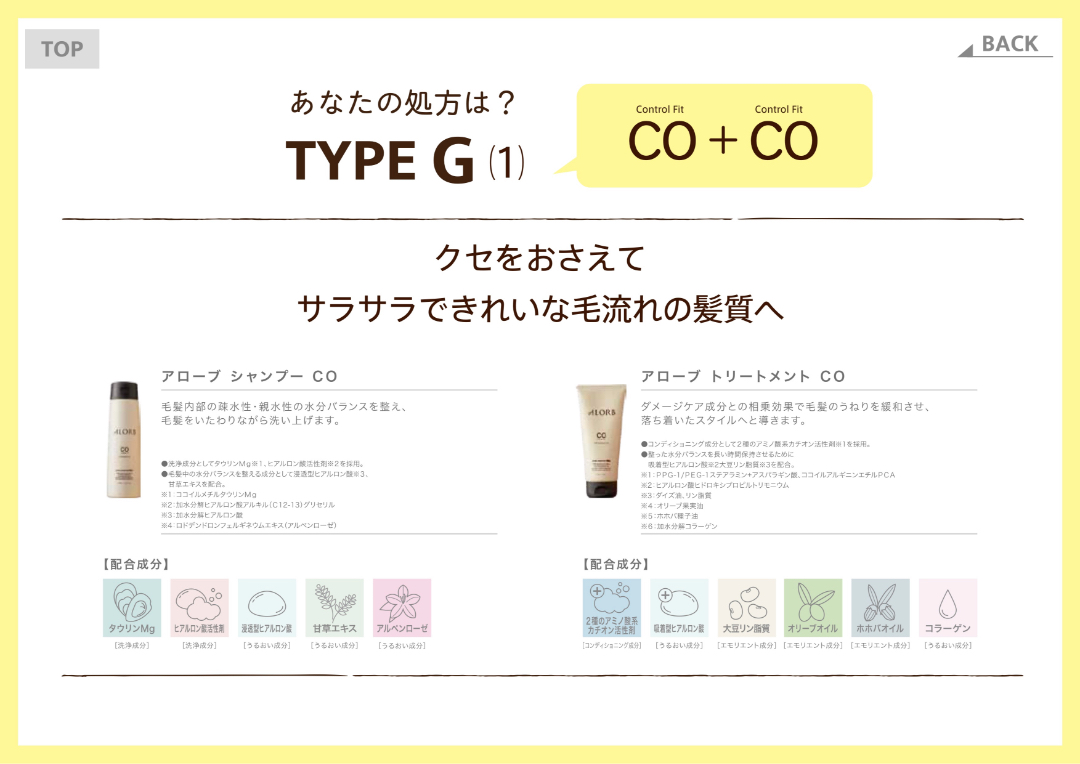 TOP
BACK
あなたの処方は？
TYPE G (1)
Control Fit
Control Fit
CO + CO
クセをおさえて
サラサラできれいな毛流れの髪質へ
アローブ シャンプー CO
毛髪内部の疎水性・親水性の水分バランスを整え、
毛髪をいたわりながら洗い上げます。
●洗浄成分としてタウリンMg※1、ヒアルロン酸活性剤※2を採用。
●毛髪中の水分バランスを整える成分として浸透型ヒアルロン酸※3、
甘草エキスを配合。
※1：ココイルメチルタウリンMg
※2：加水分解ヒアルロン酸アルキル（C12-13）グリセリル
※3：加水分解ヒアルロン酸
※4：ロドデンドロンフェルギネウムエキス（アルペンローゼ）
ALORB
CO
【配合成分】
タウリンMg
ヒアルロン酸活性剤
浸透型ヒアルロン酸
甘草エキス
アルペンローゼ
［洗浄成分］
［洗浄成分］
［うるおい成分］
［うるおい成分］
［うるおい成分］
アローブ トリートメント CO
ダメージケア成分との相乗効果で毛髪のうねりを緩和させ、
落ち着いたスタイルへと導きます。
●コンディショニング成分として2種のアミノ酸系カチオン活性剤※1を採用。
●整った水分バランスを長い時間保持させるために
吸着型ヒアルロン酸※2大豆リン脂質※3を配合。
※1：PPG-1/PEG-1ステアラミン+アスパラギン酸、ココイルアルギニンエチルPCA
※2：ヒアルロン酸ヒドロキシプロピルトリモニウム
※3：ダイズ油、リン脂質
※4：オリーブ果実油
※5：ホホバ種子油
※6：加水分解コラーゲン
ALORB
CO
【配合成分】
2種のアミノ酸系
カチオン活性剤
吸着型ヒアルロン酸
大豆リン脂質
オリーブオイル
ホホバオイル
コラーゲン
［コンディショニング成分］
［うるおい成分］
［エモリエント成分］
［エモリエント成分］
［エモリエント成分］
［うるおい成分］